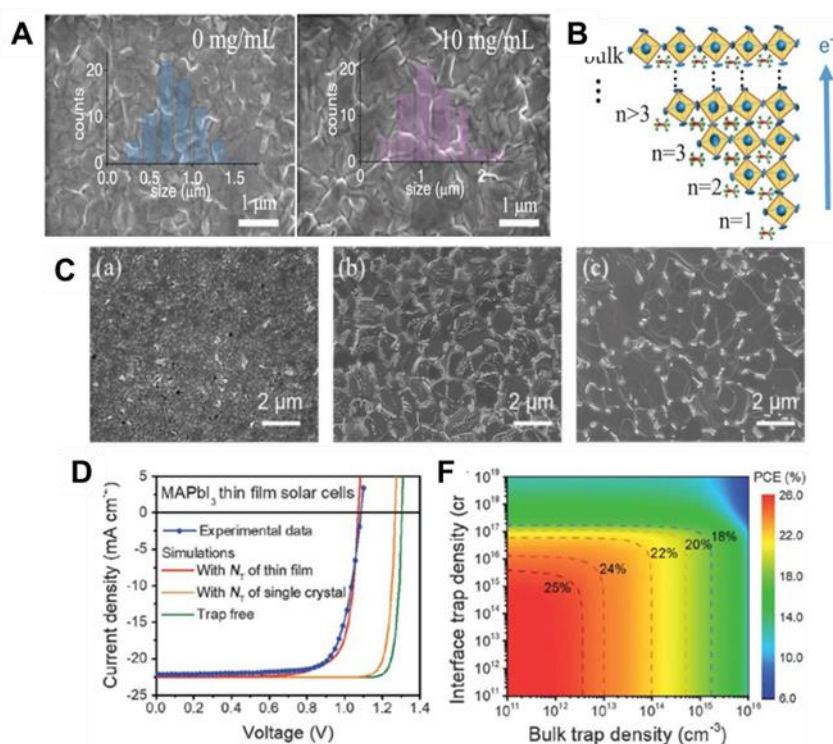 A
0 mg/mL
counts
20
10
0
0.0 0.5 1.0 1.5
size (μm)
1 μm
10 mg/mL
counts
20
10
0
1 2
size (μm)
1 μm
B
bulk
n>3
n=3
n=2
n=1
e⁻
C
(a)
2 μm
(b)
2 μm
(c)
2 μm
D
MAPbI₃ thin film solar cells
Experimental data
Simulations
With N_T of thin film
With N_T of single crystal
Trap free
Current density (mA cm⁻²)
5
0
-5
-10
-15
-20
-25
0.0 0.2 0.4 0.6 0.8 1.0 1.2 1.4
Voltage (V)
F
PCE (%)
26.0
22.0
18.0
14.0
10.0
6.0
Interface trap density (cr
10¹⁹
10¹⁸
10¹⁷
10¹⁶
10¹⁵
10¹⁴
10¹³
10¹²
10¹¹
18%
20%
22%
24%
25%
10¹¹ 10¹² 10¹³ 10¹⁴ 10¹⁵ 10¹⁶
Bulk trap density (cm⁻³)